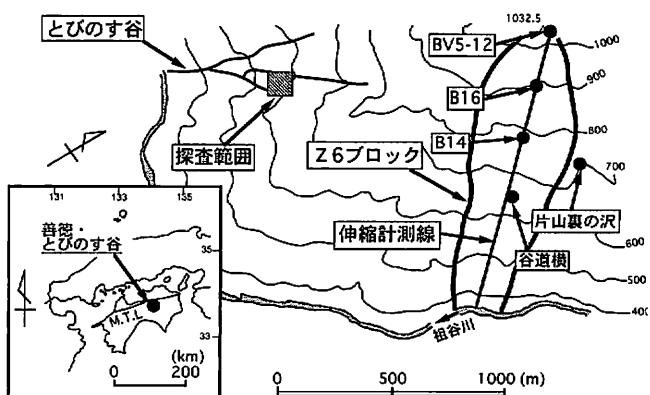 とびのす谷
1032.5
BV5-12
1000
B16
900
B14
800
探査範囲
Z6ブロック
700
片山裏の沢
伸縮計測線
谷道横
600
500
400
祖谷川
131
133
135
善徳・
とびのす谷
35
M.T.L
33
(km)
0
200
0
500
1000 (m)